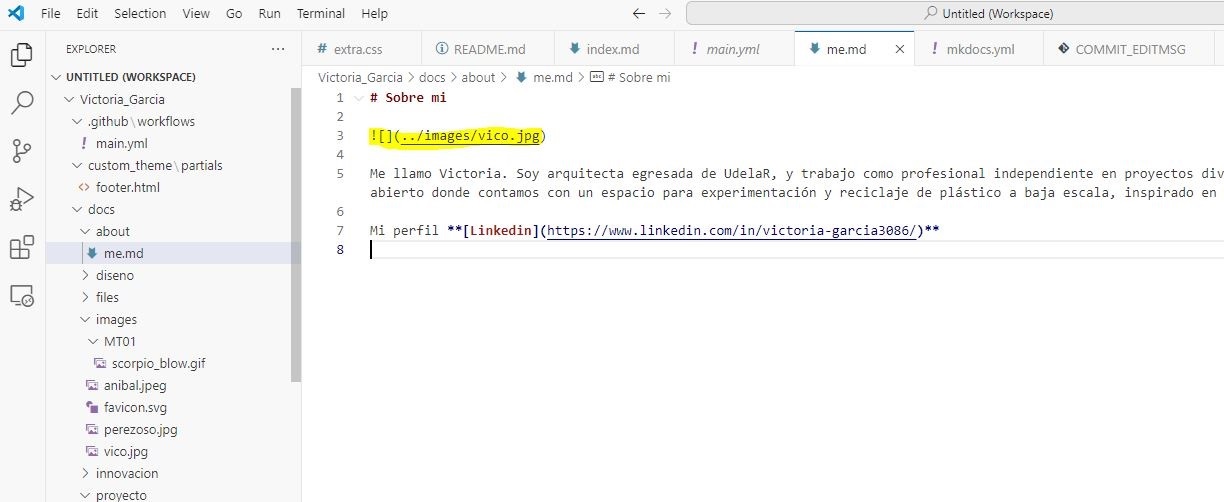 File Edit Selection View Go Run Terminal Help
← → Untitled (Workspace)
EXPLORER ...
UNTITLED (WORKSPACE)
Victoria_Garcia
.github\workflows
main.yml
custom_theme\partials
footer.html
docs
about
me.md
diseno
files
images
MT01
scorpio_blow.gif
anibal.jpeg
favicon.svg
perezoso.jpg
vico.jpg
innovacion
proyecto
# extra.css README.md index.md ! main.yml me.md × ! mkdocs.yml COMMIT_EDITMSG
Victoria_Garcia > docs > about > me.md > abc # Sobre mi
1 # Sobre mi
2
3 ![](../images/vico.jpg)
4
5 Me llamo Victoria. Soy arquitecta egresada de UdelaR, y trabajo como profesional independiente en proyectos div
abierto donde contamos con un espacio para experimentación y reciclaje de plástico a baja escala, inspirado en
6
7 Mi perfil **[Linkedin](https://www.linkedin.com/in/victoria-garcia3086/)**
8